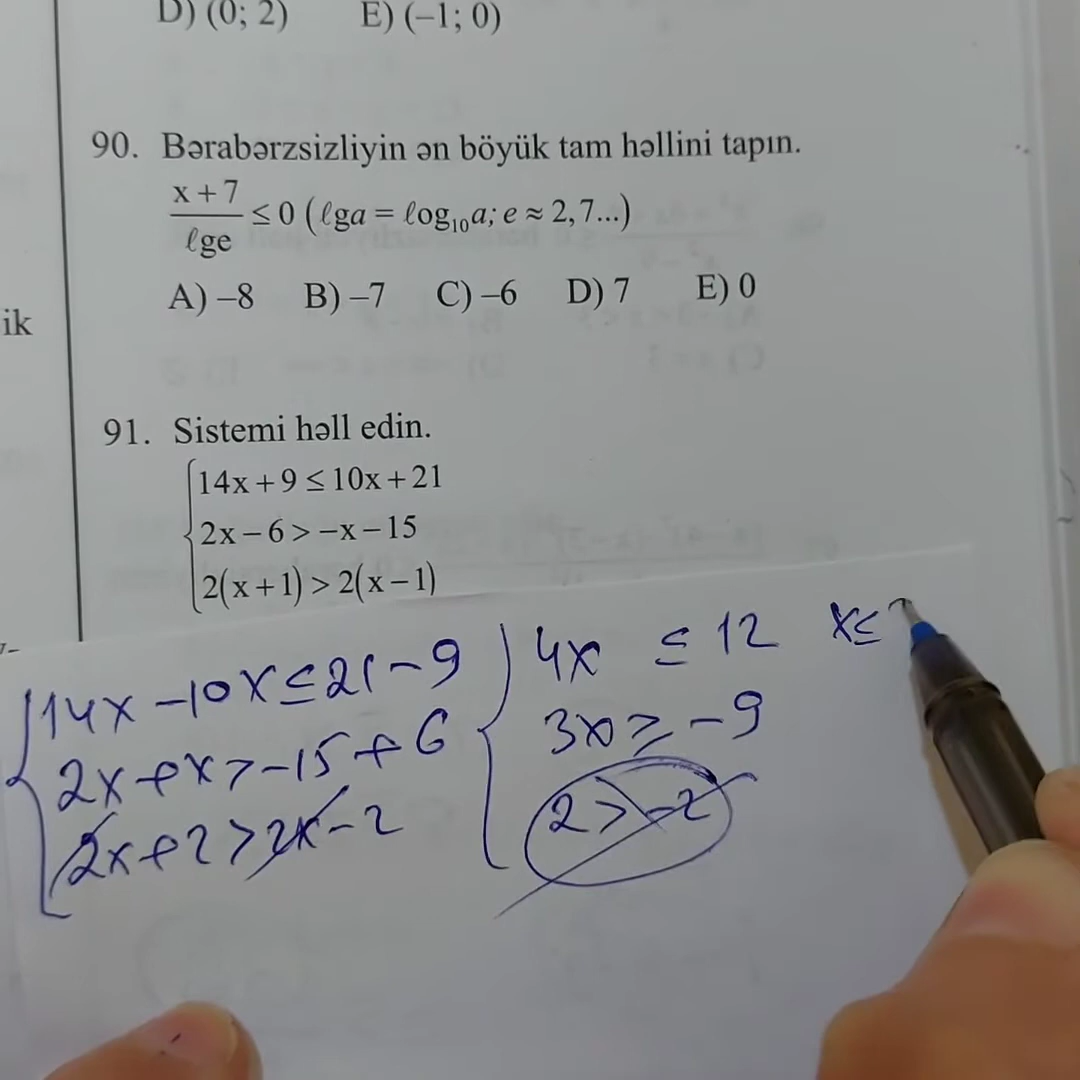 D) (0; 2) E) (–1; 0)
90. Bərabərzsizliyin ən böyük tam həllini tapın.
x + 7
ℓge
≤ 0 (ℓga = ℓog₁₀a; e ≈ 2,7...)
A) –8 B) –7 C) –6 D) 7 E) 0
ik
91. Sistemi həll edin.
14x + 9 ≤ 10x + 21
2x – 6 > –x – 15
2(x + 1) > 2(x – 1)
14x – 10x ≤ 21 – 9
2x + x > –15 + 6
2x + 2 > 2x – 2
4x ≤ 12
3x ≥ –9
2 > –2
x ≤